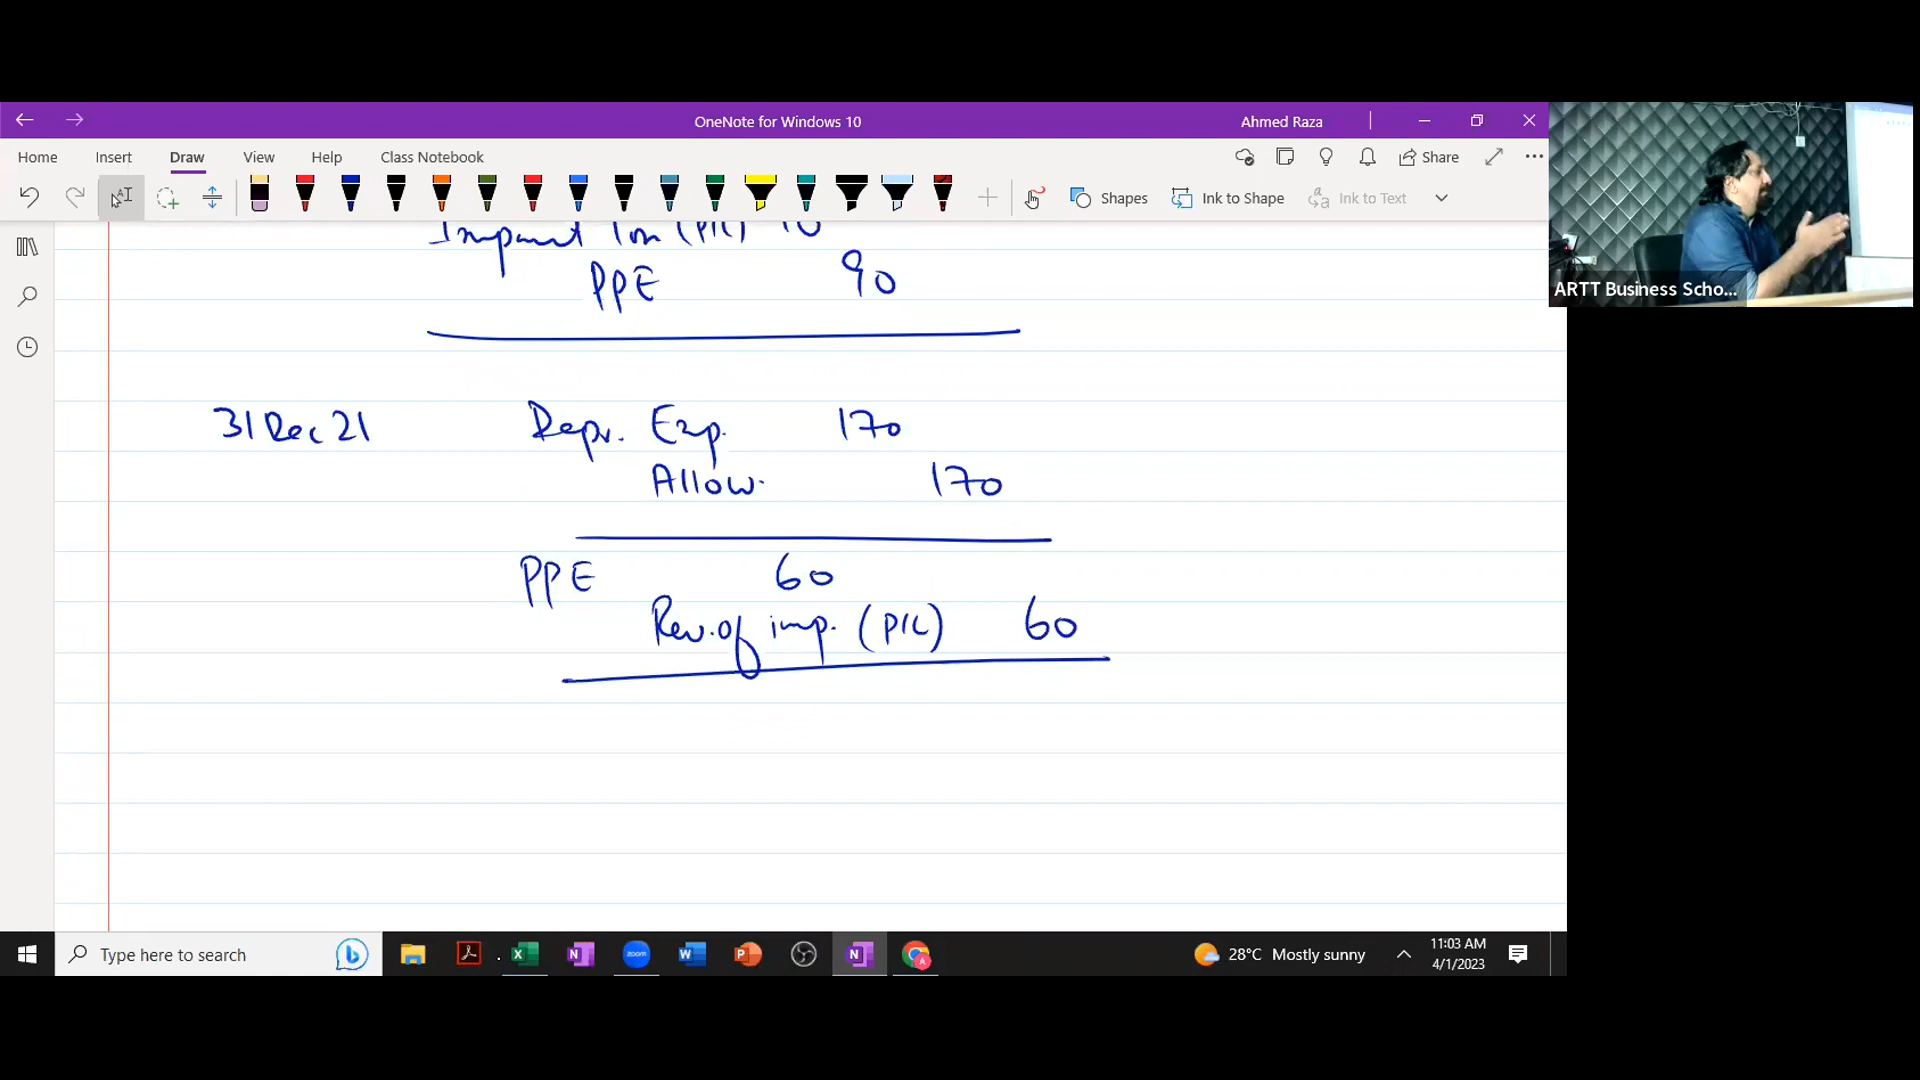 OneNote for Windows 10
Ahmed Raza
Home Insert Draw View Help Class Notebook
Share
Shapes Ink to Shape Ink to Text
(P/L)
PPE 90
31 Dec 21 Depr. Exp. 170
Allow. 170
PPE 60
Rev. of imp. (P/L) 60
ARTT Business Scho...
Type here to search
28°C Mostly sunny
11:03 AM
4/1/2023